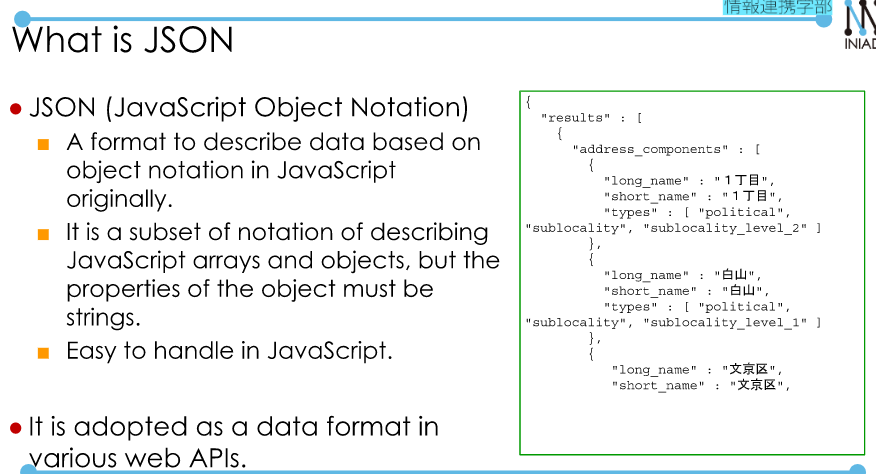 情報連携学部
INIAD
What is JSON
JSON (JavaScript Object Notation)
A format to describe data based on
object notation in JavaScript
originally.
It is a subset of notation of describing
JavaScript arrays and objects, but the
properties of the object must be
strings.
Easy to handle in JavaScript.
It is adopted as a data format in
various web APIs.
{
"results" : [
{
"address_components" : [
{
"long_name" : "１丁目",
"short_name" : "１丁目",
"types" : [ "political",
"sublocality", "sublocality_level_2" ]
},
{
"long_name" : "白山",
"short_name" : "白山",
"types" : [ "political",
"sublocality", "sublocality_level_1" ]
},
{
"long_name" : "文京区",
"short_name" : "文京区",